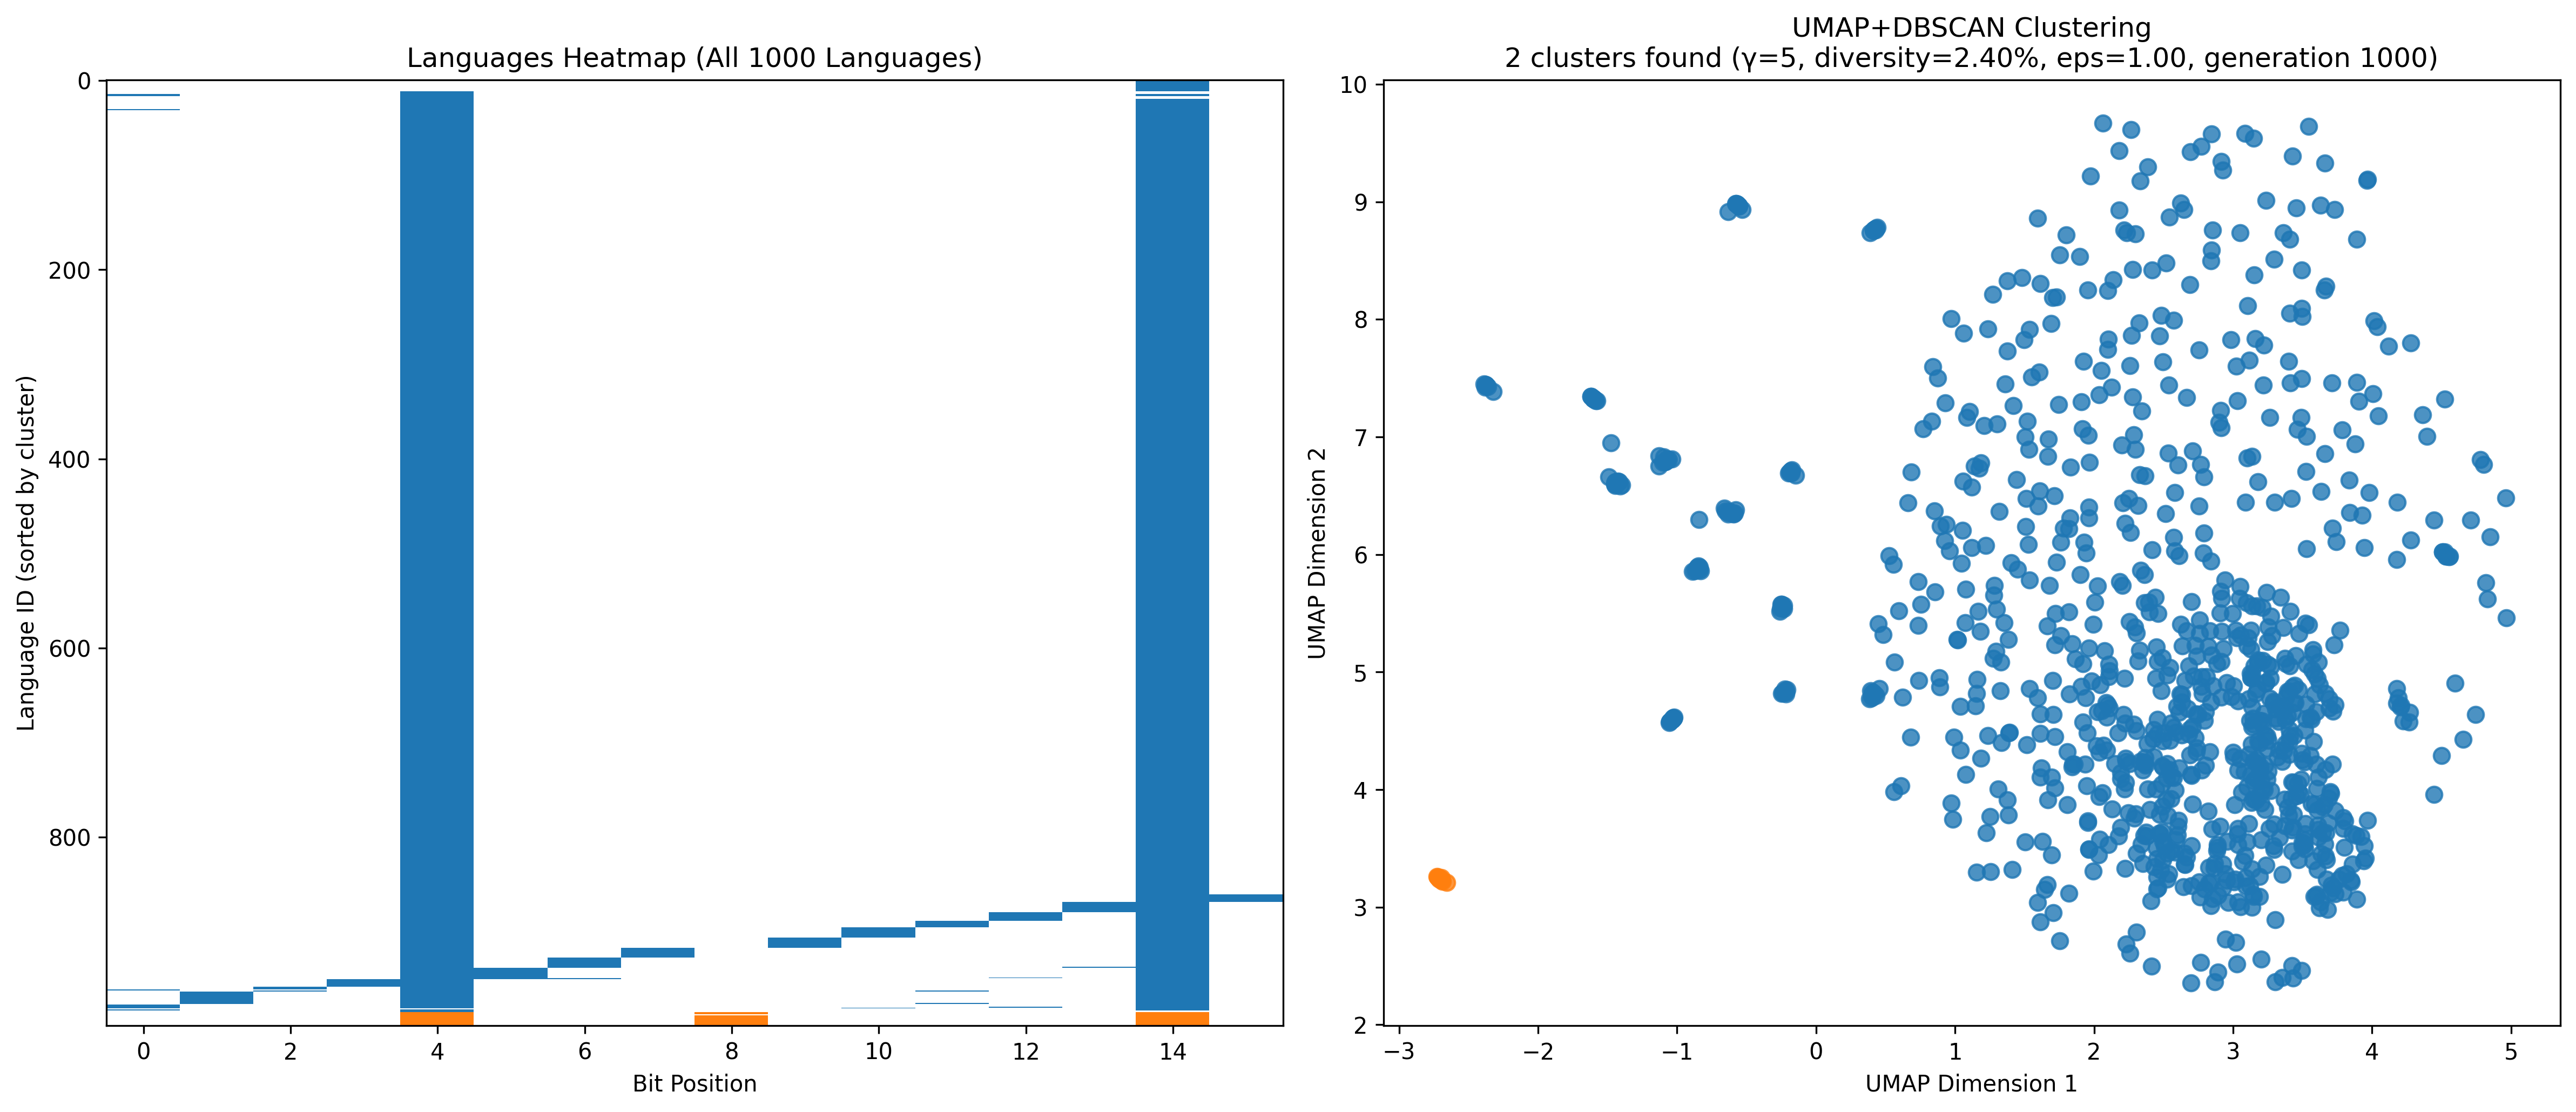 Languages Heatmap (All 1000 Languages)
0
200
400
600
800
Language ID (sorted by cluster)
0 2 4 6 8 10 12 14
Bit Position
UMAP+DBSCAN Clustering
2 clusters found (γ=5, diversity=2.40%, eps=1.00, generation 1000)
10
9
8
7
6
5
4
3
2
UMAP Dimension 2
−3 −2 −1 0 1 2 3 4 5
UMAP Dimension 1